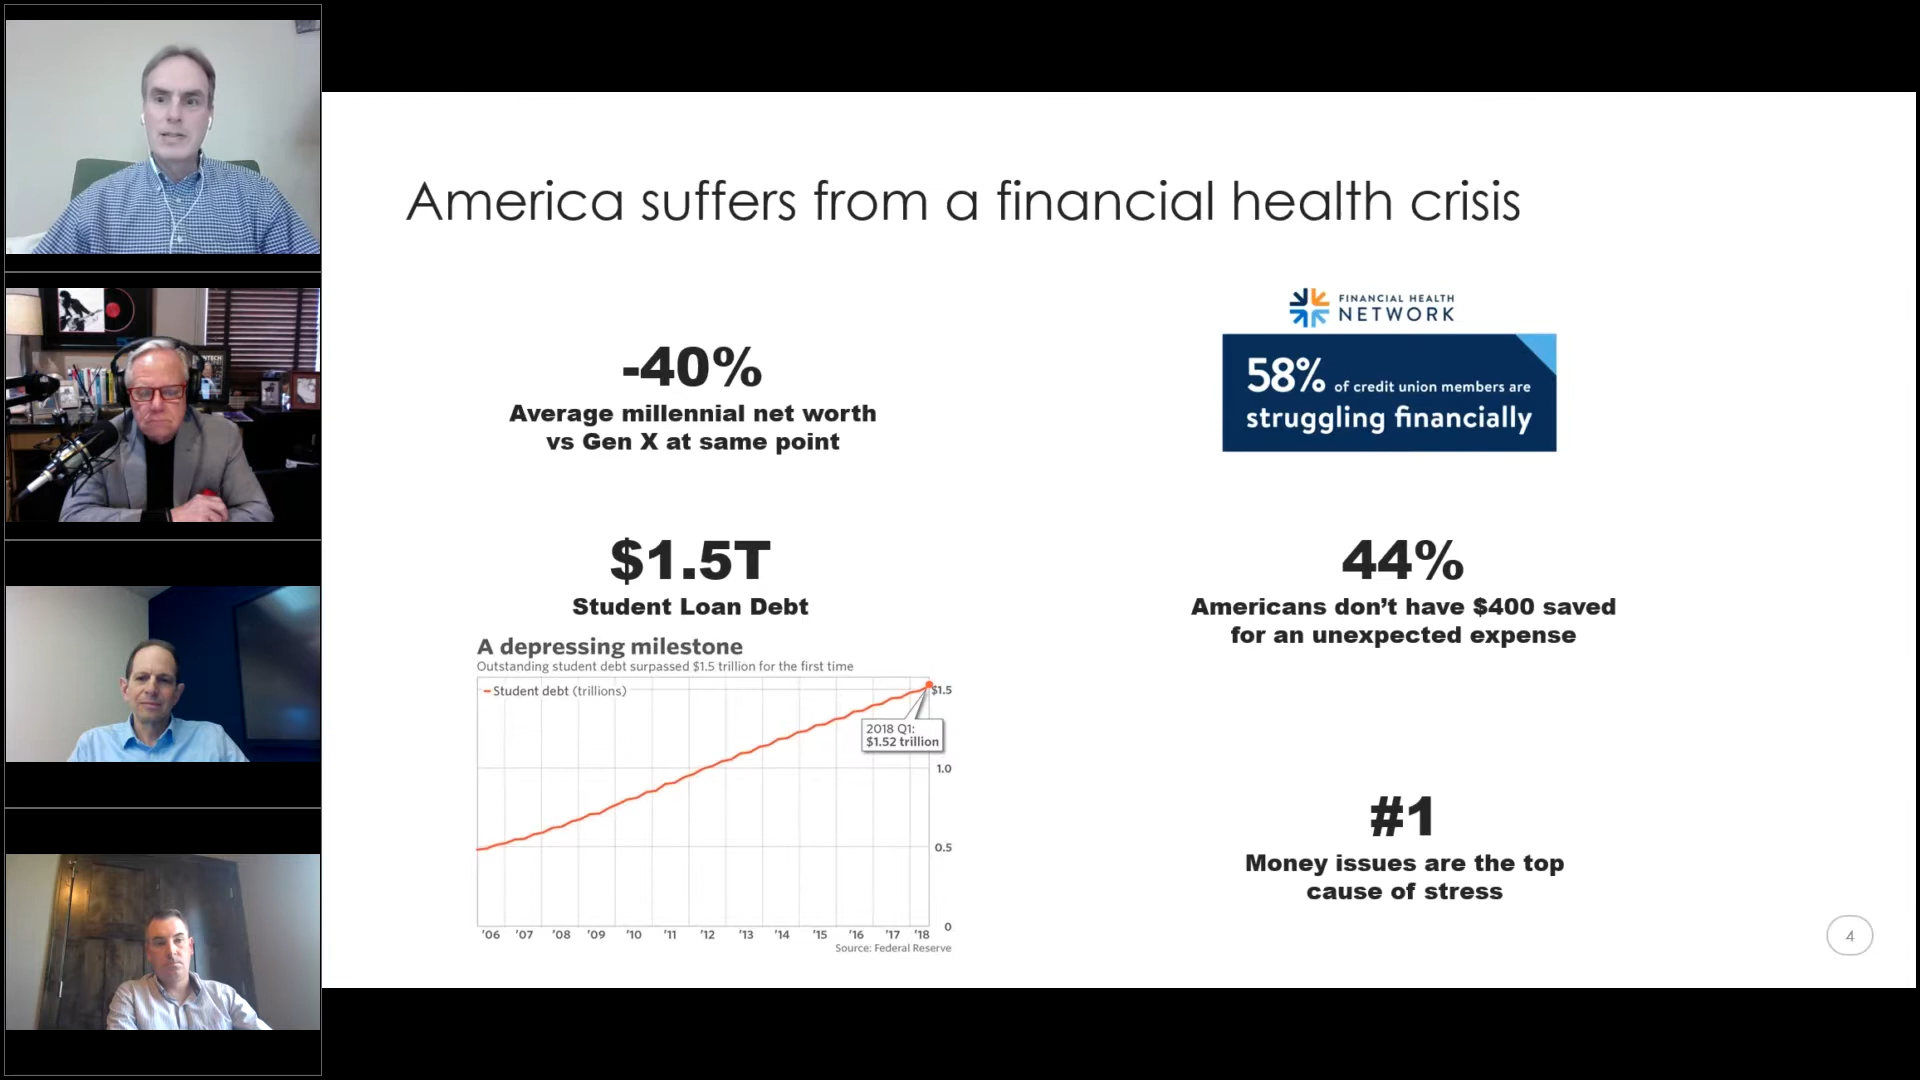 America suffers from a financial health crisis
-40%
Average millennial net worth
vs Gen X at same point
$1.5T
Student Loan Debt
A depressing milestone
Outstanding student debt surpassed $1.5 trillion for the first time
Student debt (trillions)
$1.5
2018 Q1:
$1.52 trillion
1.0
0.5
0
'06 '07 '08 '09 '10 '11 '12 '13 '14 '15 '16 '17 '18
Source: Federal Reserve
FINANCIAL HEALTH
NETWORK
58% of credit union members are
struggling financially
44%
Americans don’t have $400 saved
for an unexpected expense
#1
Money issues are the top
cause of stress
4